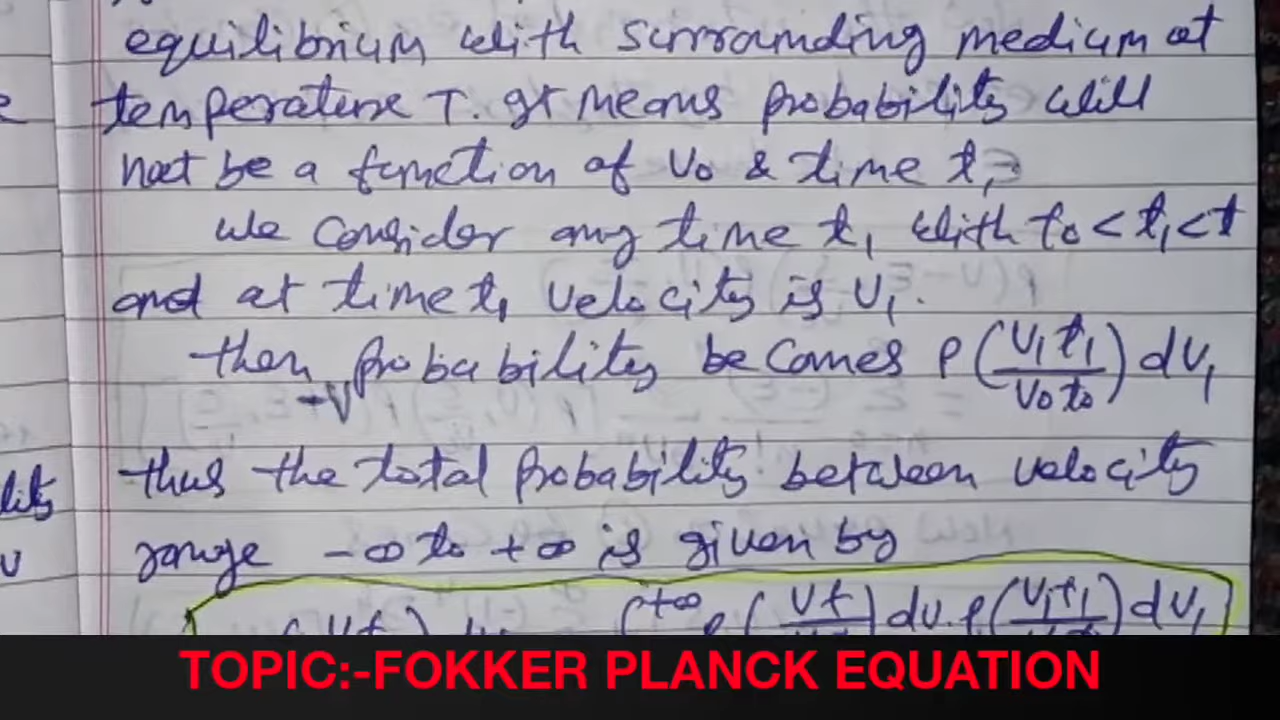 equilibrium with surrounding medium at
temperature T. It means probability will
not be a function of v₀ & time t,
We consider any time t₁ with t₀ < t₁ < t
and at time t₁ velocity is v₁.
then probability becomes P(v₁t₁/v₀t₀) dv₁
thus the total probability between velocity
range -∞ to +∞ is given by
TOPIC:-FOKKER PLANCK EQUATION